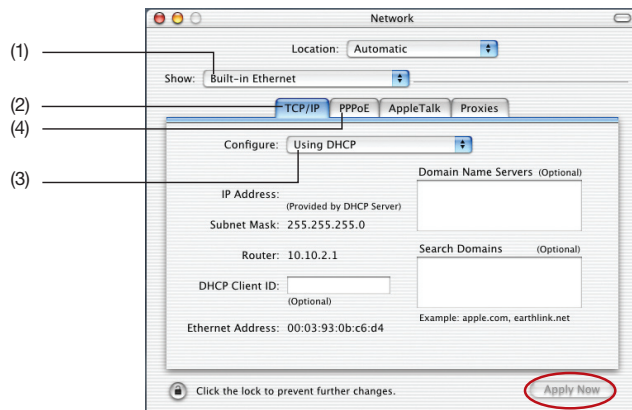 Network
Location: Automatic
(1)
Show: Built-in Ethernet
(2)
TCP/IP PPPoE AppleTalk Proxies
(4)
Configure: Using DHCP
(3)
Domain Name Servers (Optional)
IP Address:
(Provided by DHCP Server)
Subnet Mask: 255.255.255.0
Router: 10.10.2.1
Search Domains (Optional)
DHCP Client ID:
(Optional)
Example: apple.com, earthlink.net
Ethernet Address: 00:03:93:0b:c6:d4
Click the lock to prevent further changes.
Apply Now